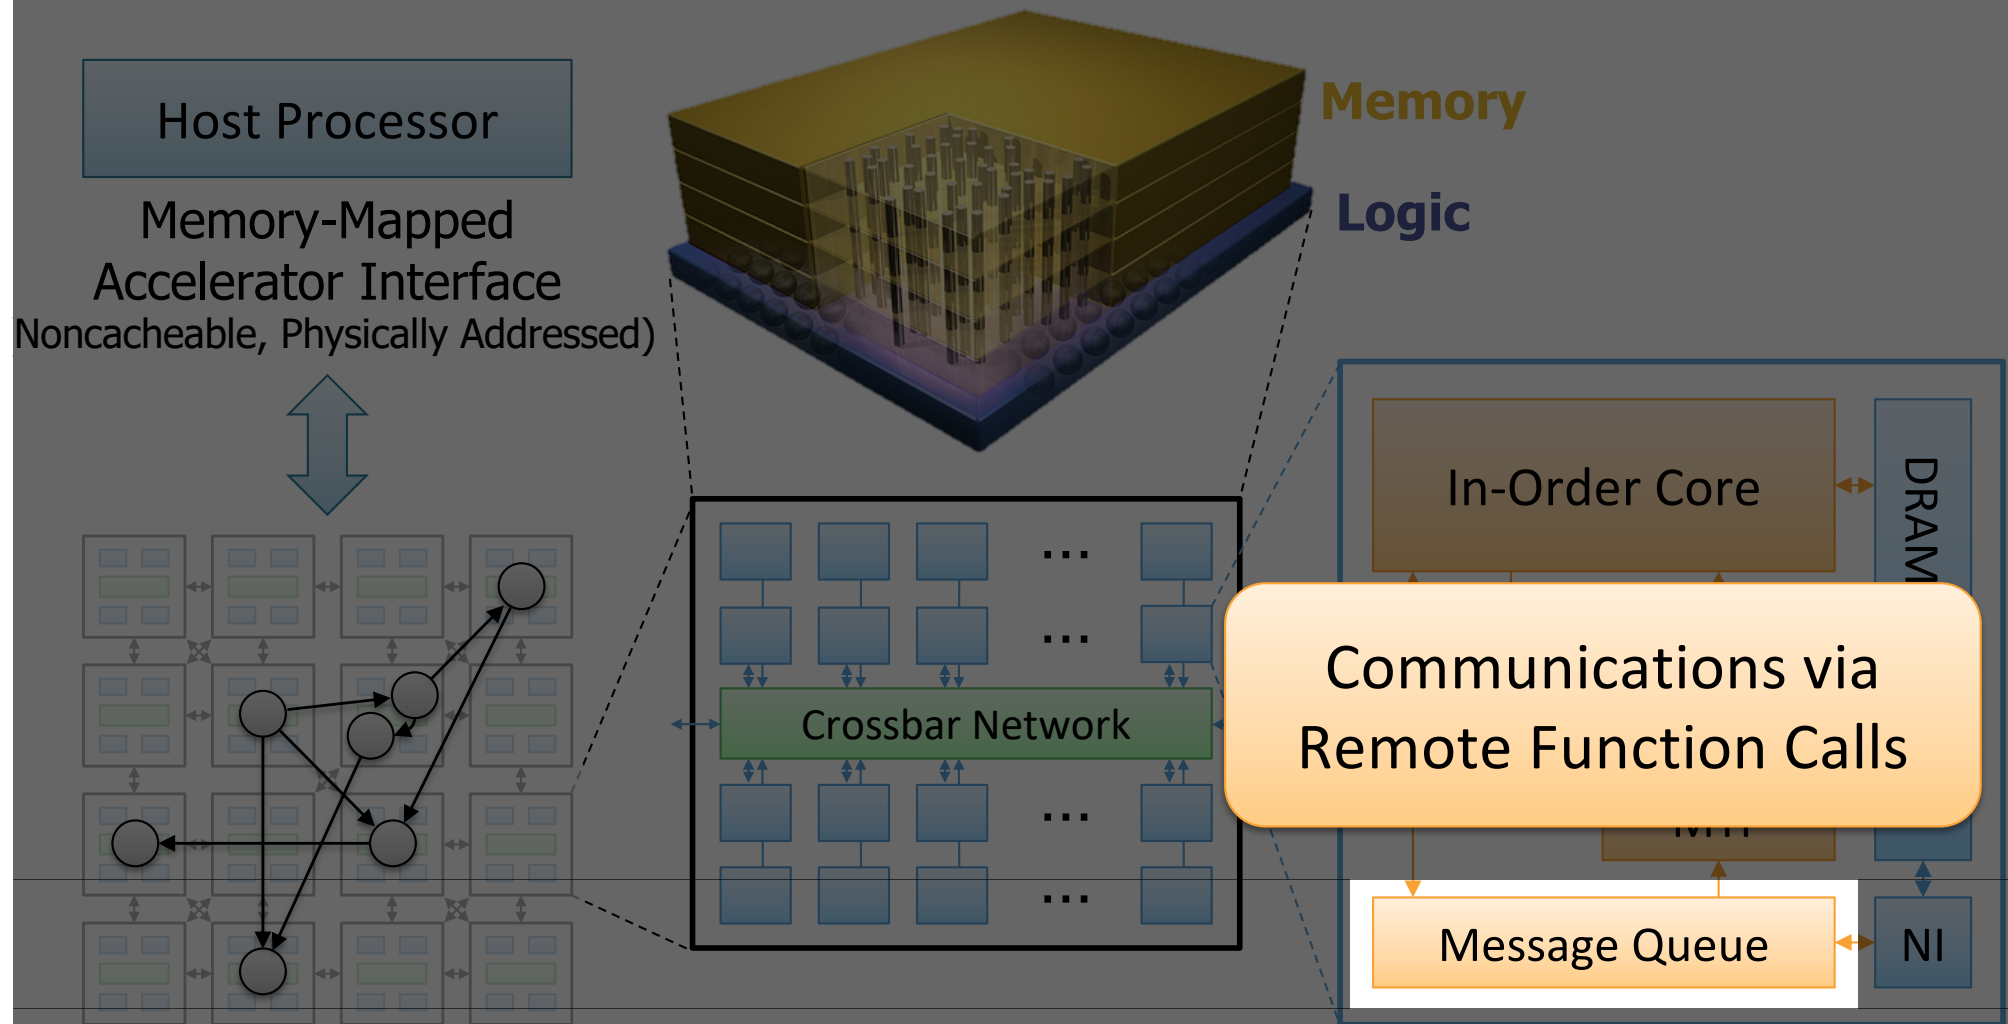 Host Processor
Memory-Mapped
Accelerator Interface
Noncacheable, Physically Addressed)
Memory
Logic
In-Order Core
DRAM
...
...
Crossbar Network
...
...
Communications via
Remote Function Calls
Message Queue
NI